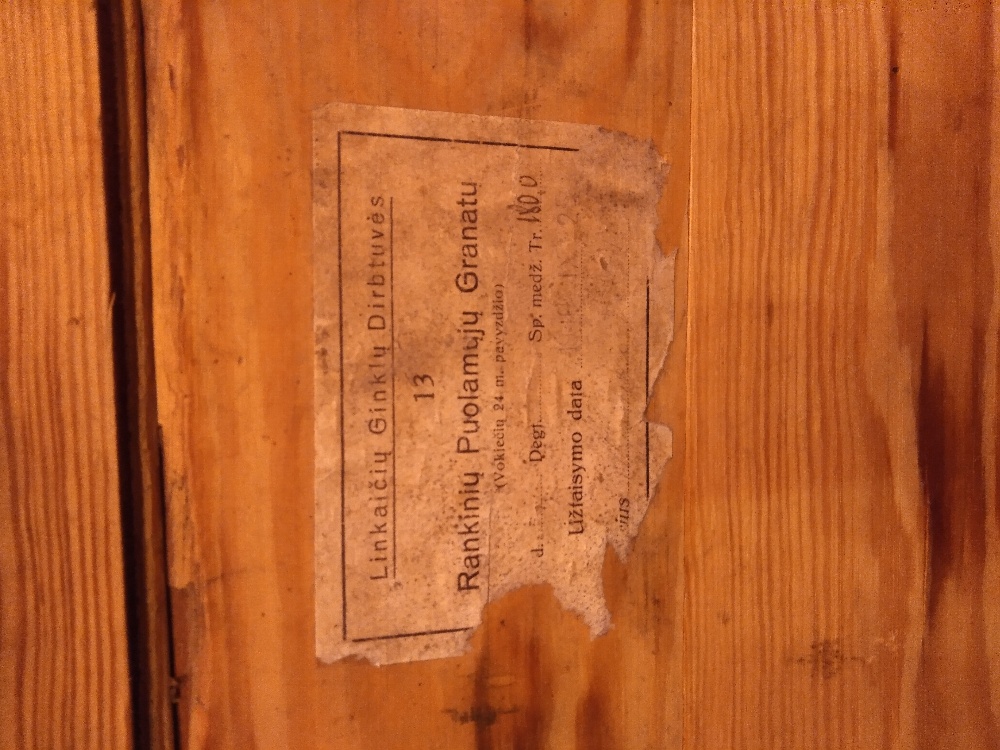 Linkaičių Ginklų Dirbtuvės
13
Rankinių Puolamųjų Granatų
(Vokiečių 24 m. pavyzdžio)
d. Degt. Sp. medž. Tr. 1800
Užtaisymo data